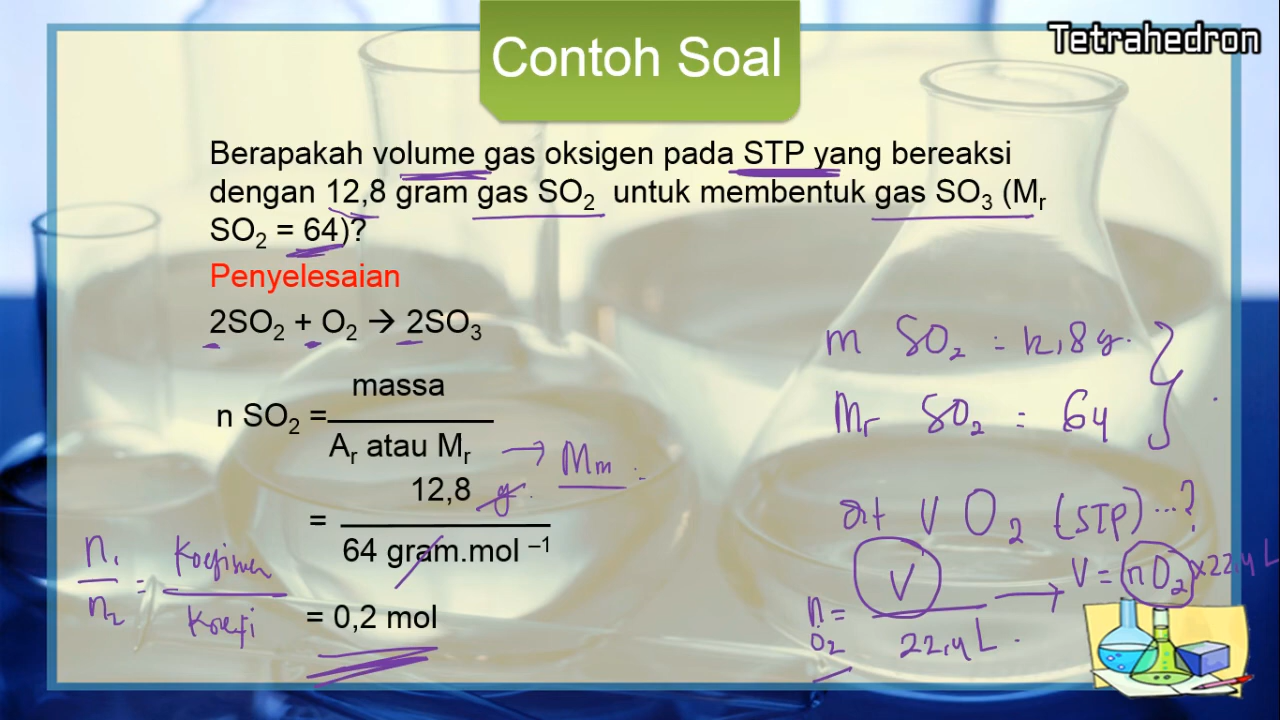 Tetrahedron
Contoh Soal
Berapakah volume gas oksigen pada STP yang bereaksi
dengan 12,8 gram gas SO₂ untuk membentuk gas SO₃ (Mᵣ
SO₂ = 64)?
Penyelesaian
2SO₂ + O₂ → 2SO₃
massa
n SO₂ =
Aᵣ atau Mᵣ → Mm
12,8 g
=
64 gram.mol ⁻¹
= 0,2 mol
n₁ = Koefisien
n₂ Koefi
m SO₂ = 12,8 g.
Mᵣ SO₂ = 64
dit V O₂ (STP) ...?
n O₂ = V → V = n O₂ × 22,4 L
22,4 L